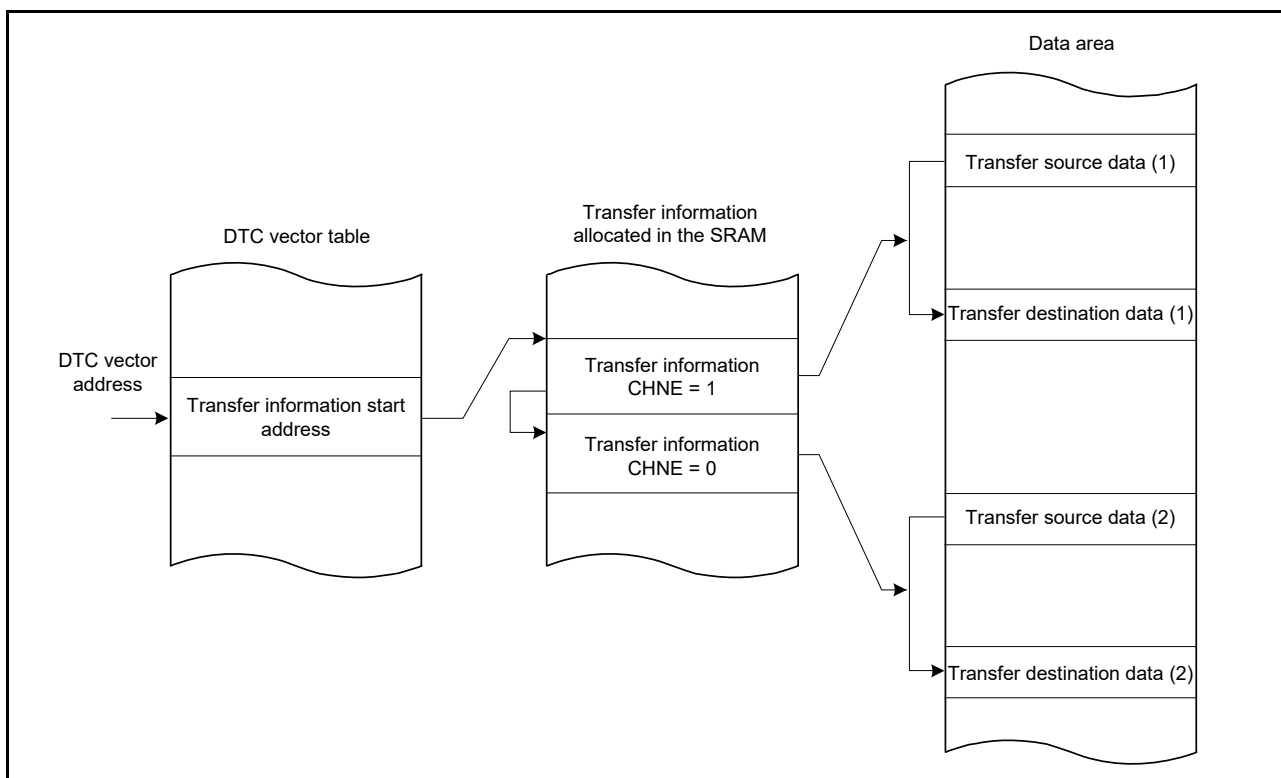 Data area
Transfer source data (1)
Transfer information
allocated in the SRAM
DTC vector table
Transfer destination data (1)
DTC vector
address
Transfer information
CHNE = 1
Transfer information start
address
Transfer information
CHNE = 0
Transfer source data (2)
Transfer destination data (2)